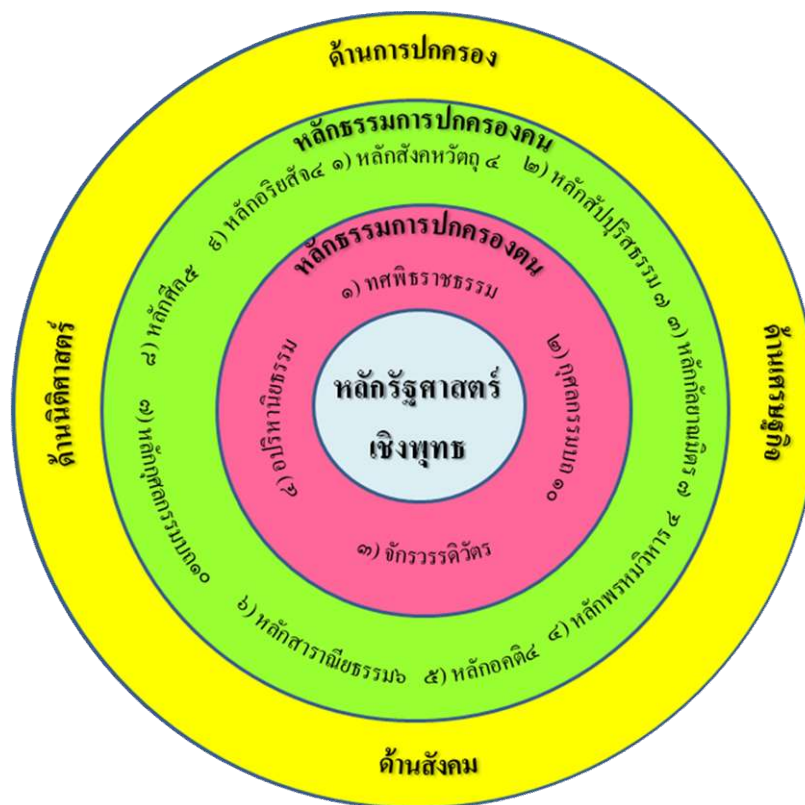 ด้านการปกครอง
ด้านเศรษฐกิจ
ด้านสังคม
ด้านนิติศาสตร์
หลักธรรมการปกครองคน
๑) หลักสังคหวัตถุ ๔
๒) หลักสัปปุริสธรรม ๗
๓) หลักกัลยาณมิตร ๗
๔) หลักพรหมวิหาร ๔
๕) หลักอคติ๔
๖) หลักสาราณียธรรม๖
๗) หลักกุศลกรรมบถ๑๐
๘) หลักศีล๕
๙) หลักอริยสัจ๔
หลักธรรมการปกครองตน
๑) ทศพิธราชธรรม
๒) กุศลกรรมบถ ๑๐
๓) จักรวรรดิวัตร
๔) อปริหานิยธรรม
หลักรัฐศาสตร์
เชิงพุทธ